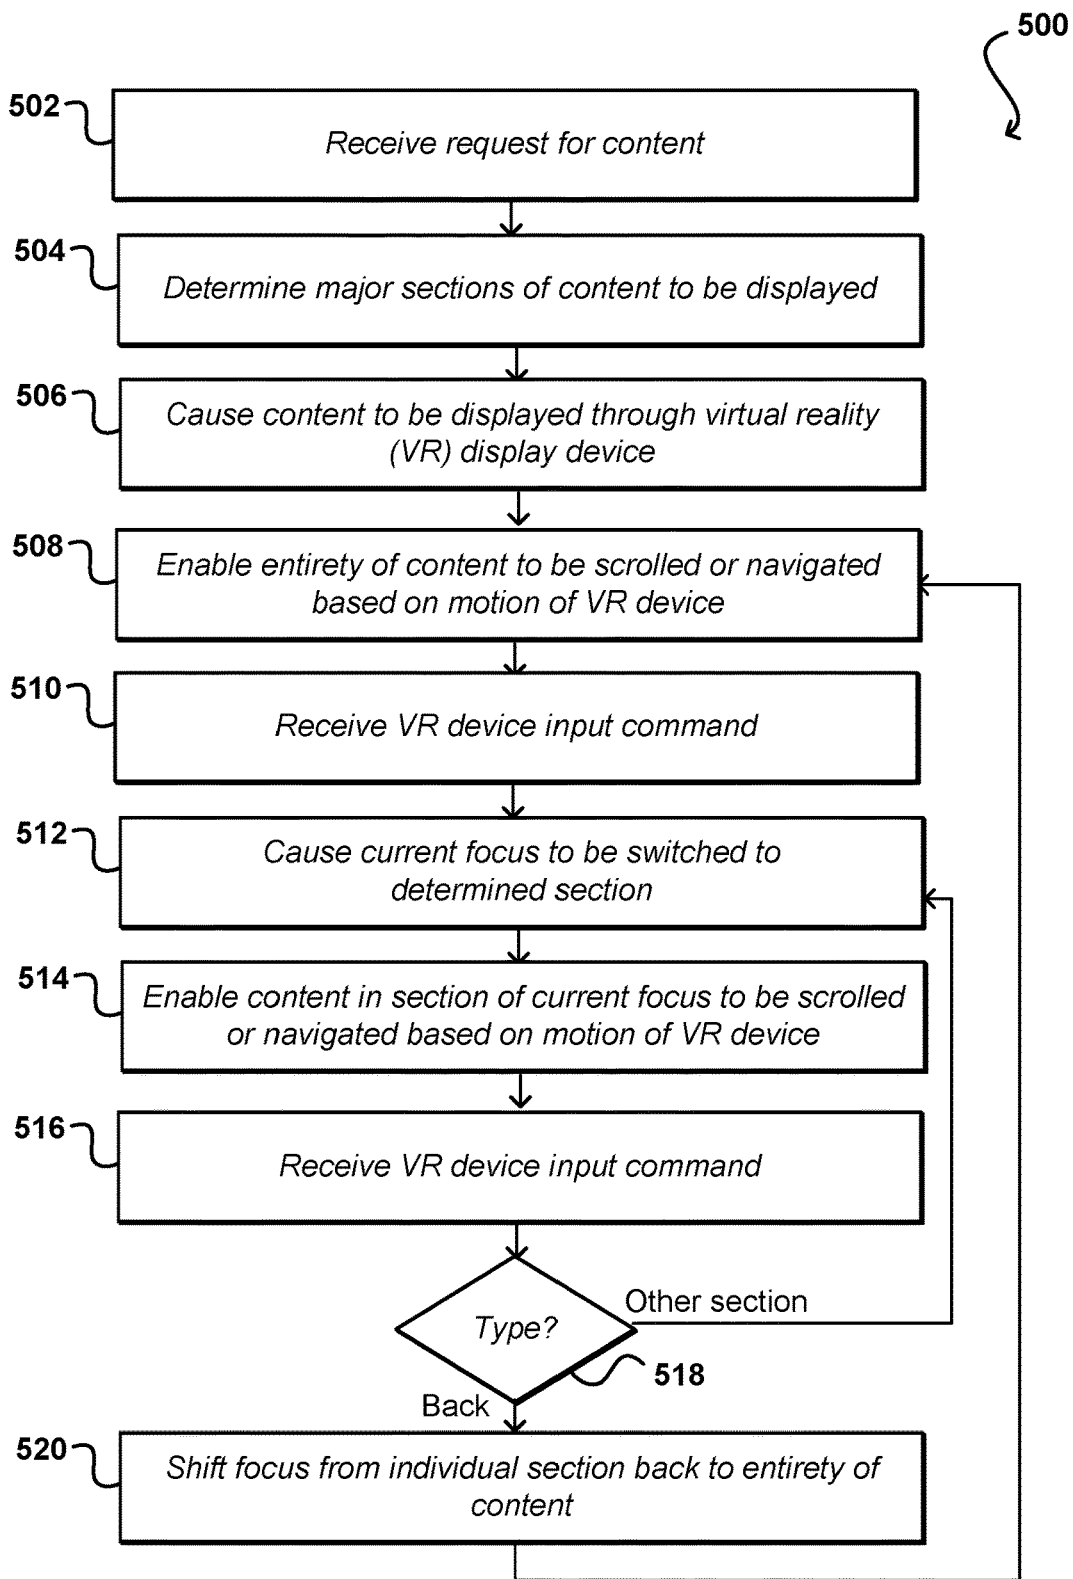 500
502
Receive request for content
504
Determine major sections of content to be displayed
506
Cause content to be displayed through virtual reality
(VR) display device
508
Enable entirety of content to be scrolled or navigated
based on motion of VR device
510
Receive VR device input command
512
Cause current focus to be switched to
determined section
514
Enable content in section of current focus to be scrolled
or navigated based on motion of VR device
516
Receive VR device input command
Other section
Type?
518
Back
520
Shift focus from individual section back to entirety of
content